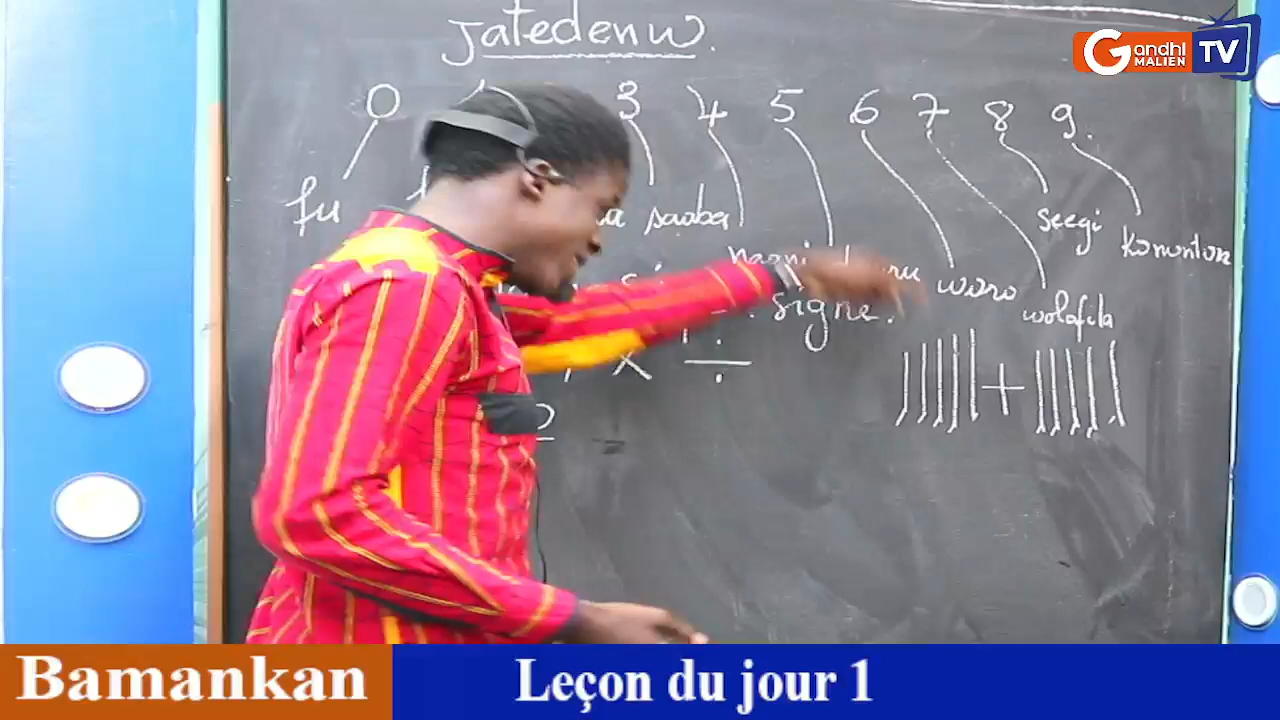 Gandhi
MALIEN TV
Jatedenw.
0 3 4 5 6 7 8 9.
fu saaba seegi Kononton
naani woro wolofila
signe.
× ÷
+
Bamankan Leçon du jour 1